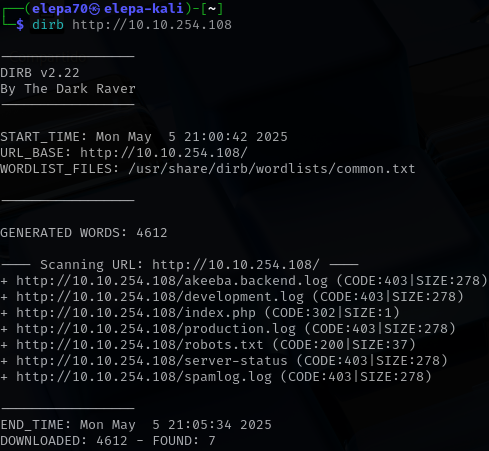 ┌──(elepa70㉿elepa-kali)-[~]
└─$ dirb http://10.10.254.108
-----------------
DIRB v2.22
By The Dark Raver
-----------------
START_TIME: Mon May  5 21:00:42 2025
URL_BASE: http://10.10.254.108/
WORDLIST_FILES: /usr/share/dirb/wordlists/common.txt
-----------------
GENERATED WORDS: 4612
---- Scanning URL: http://10.10.254.108/ ----
+ http://10.10.254.108/akeeba.backend.log (CODE:403|SIZE:278)
+ http://10.10.254.108/development.log (CODE:403|SIZE:278)
+ http://10.10.254.108/index.php (CODE:302|SIZE:1)
+ http://10.10.254.108/production.log (CODE:403|SIZE:278)
+ http://10.10.254.108/robots.txt (CODE:200|SIZE:37)
+ http://10.10.254.108/server-status (CODE:403|SIZE:278)
+ http://10.10.254.108/spamlog.log (CODE:403|SIZE:278)
-----------------
END_TIME: Mon May  5 21:05:34 2025
DOWNLOADED: 4612 - FOUND: 7